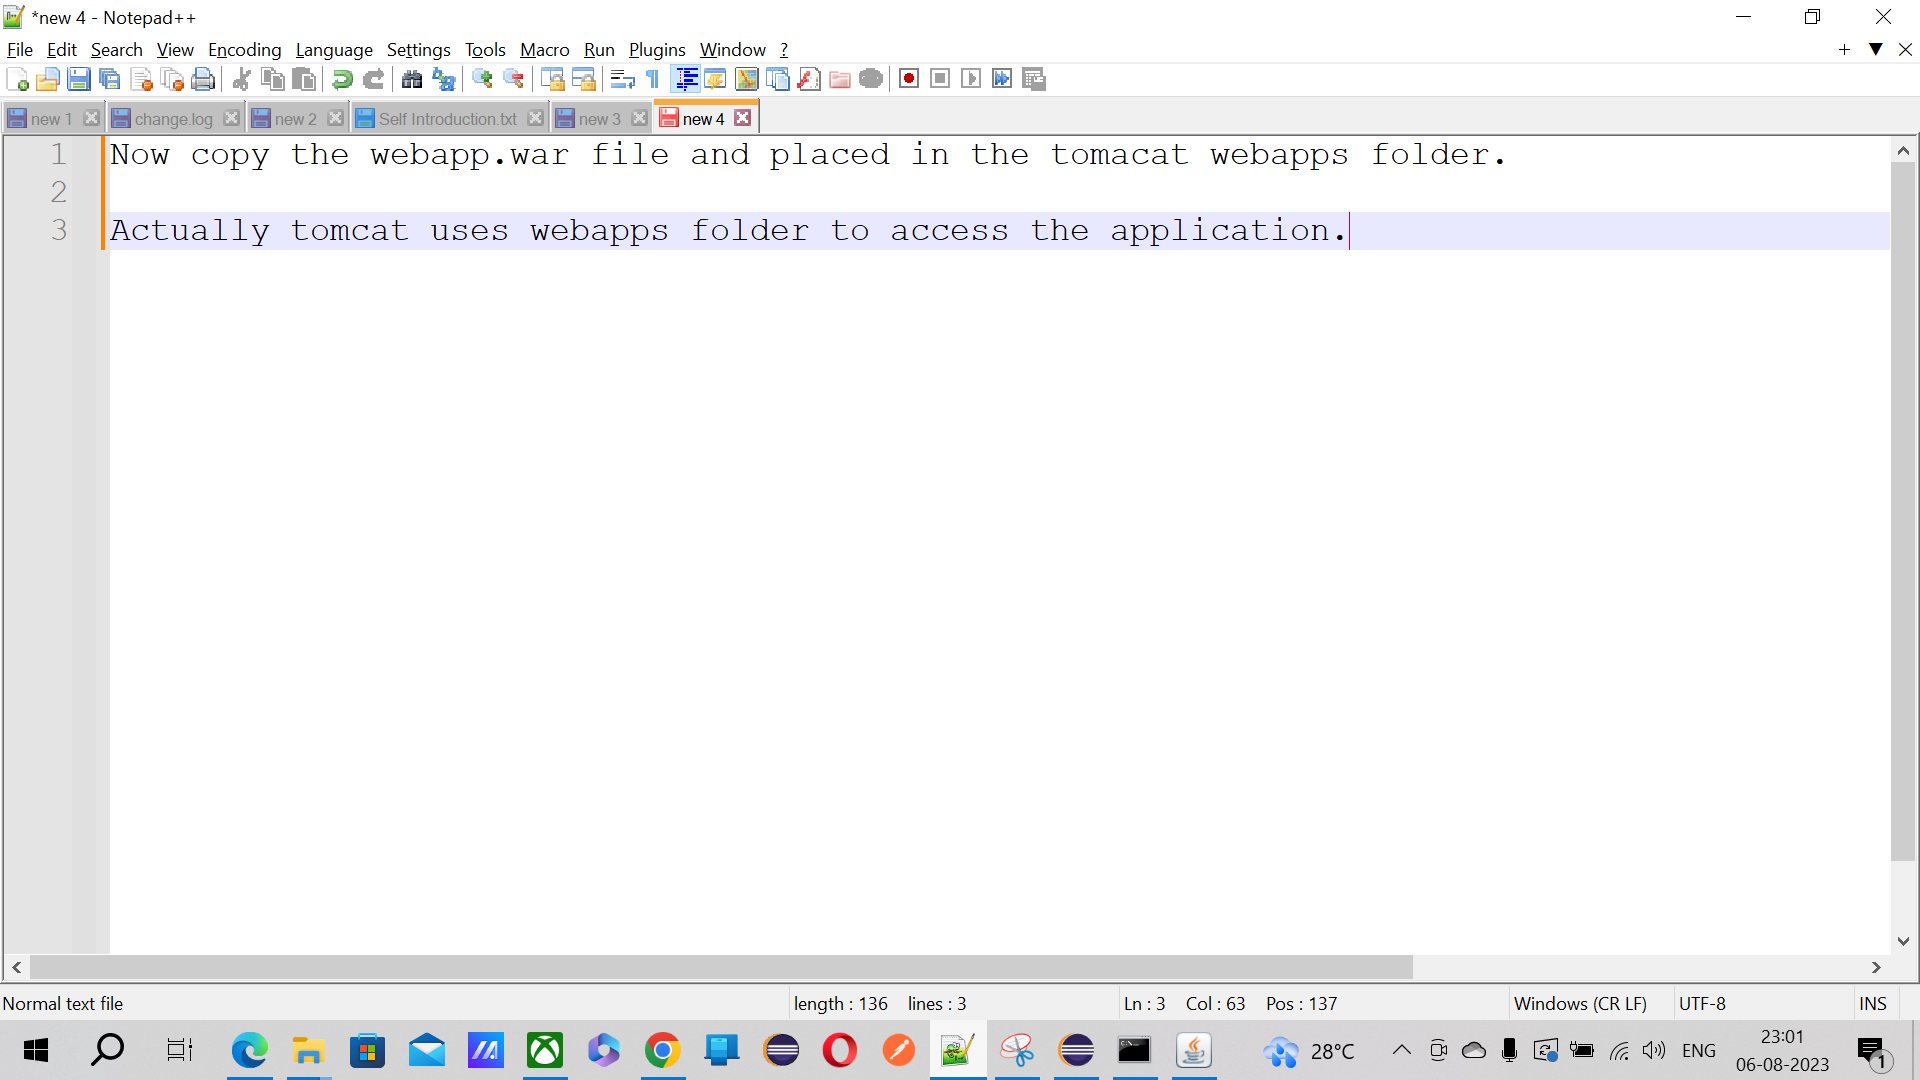 *new 4 - Notepad++
File Edit Search View Encoding Language Settings Tools Macro Run Plugins Window ?
new 1 change.log new 2 Self Introduction.txt new 3 new 4
1 Now copy the webapp.war file and placed in the tomacat webapps folder.
2
3 Actually tomcat uses webapps folder to access the application.
Normal text file length : 136 lines : 3 Ln : 3 Col : 63 Pos : 137 Windows (CR LF) UTF-8 INS
28°C ENG 23:01
06-08-2023 1